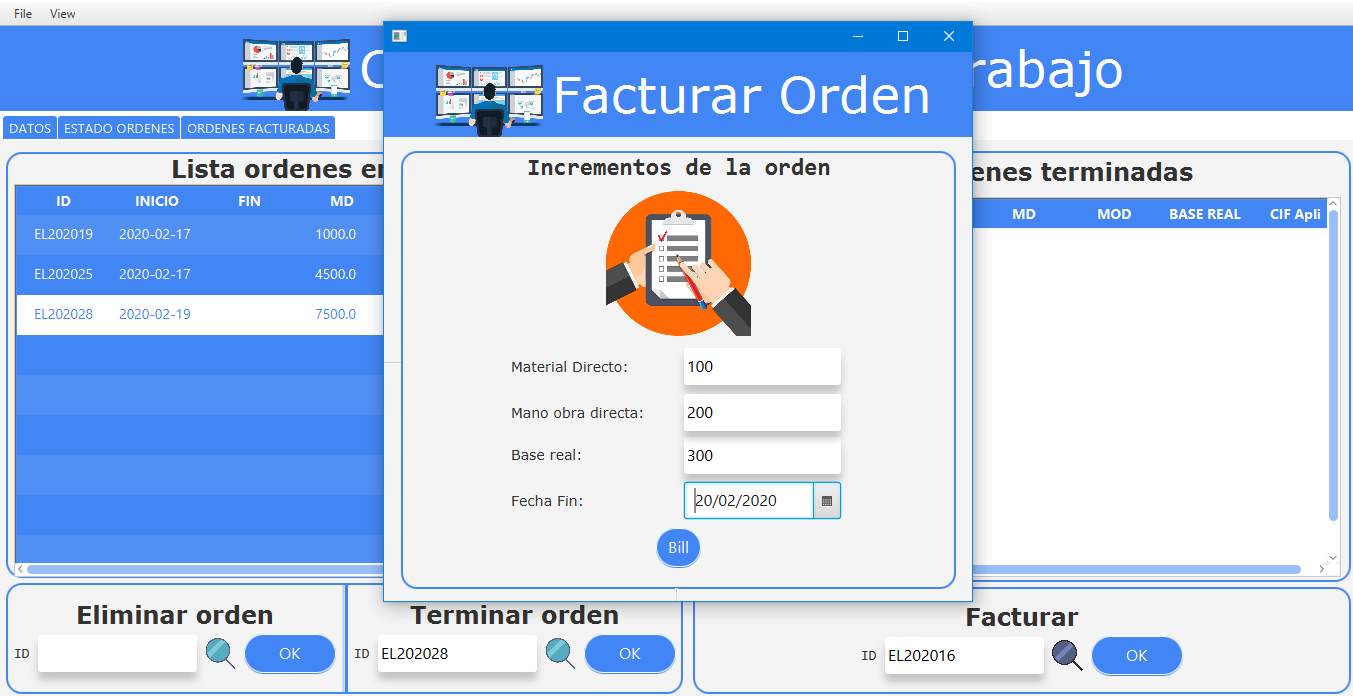 File View
Facturar Orden
rabajo
DATOS ESTADO ORDENES ORDENES FACTURADAS
Lista ordenes en
ID INICIO FIN MD
EL202019 2020-02-17 1000.0
EL202025 2020-02-17 4500.0
EL202028 2020-02-19 7500.0
Incrementos de la orden
Material Directo: 100
Mano obra directa: 200
Base real: 300
Fecha Fin: 20/02/2020
Bill
enes terminadas
MD MOD BASE REAL CIF Apli
Eliminar orden
ID OK
Terminar orden
ID EL202028 OK
Facturar
ID EL202016 OK